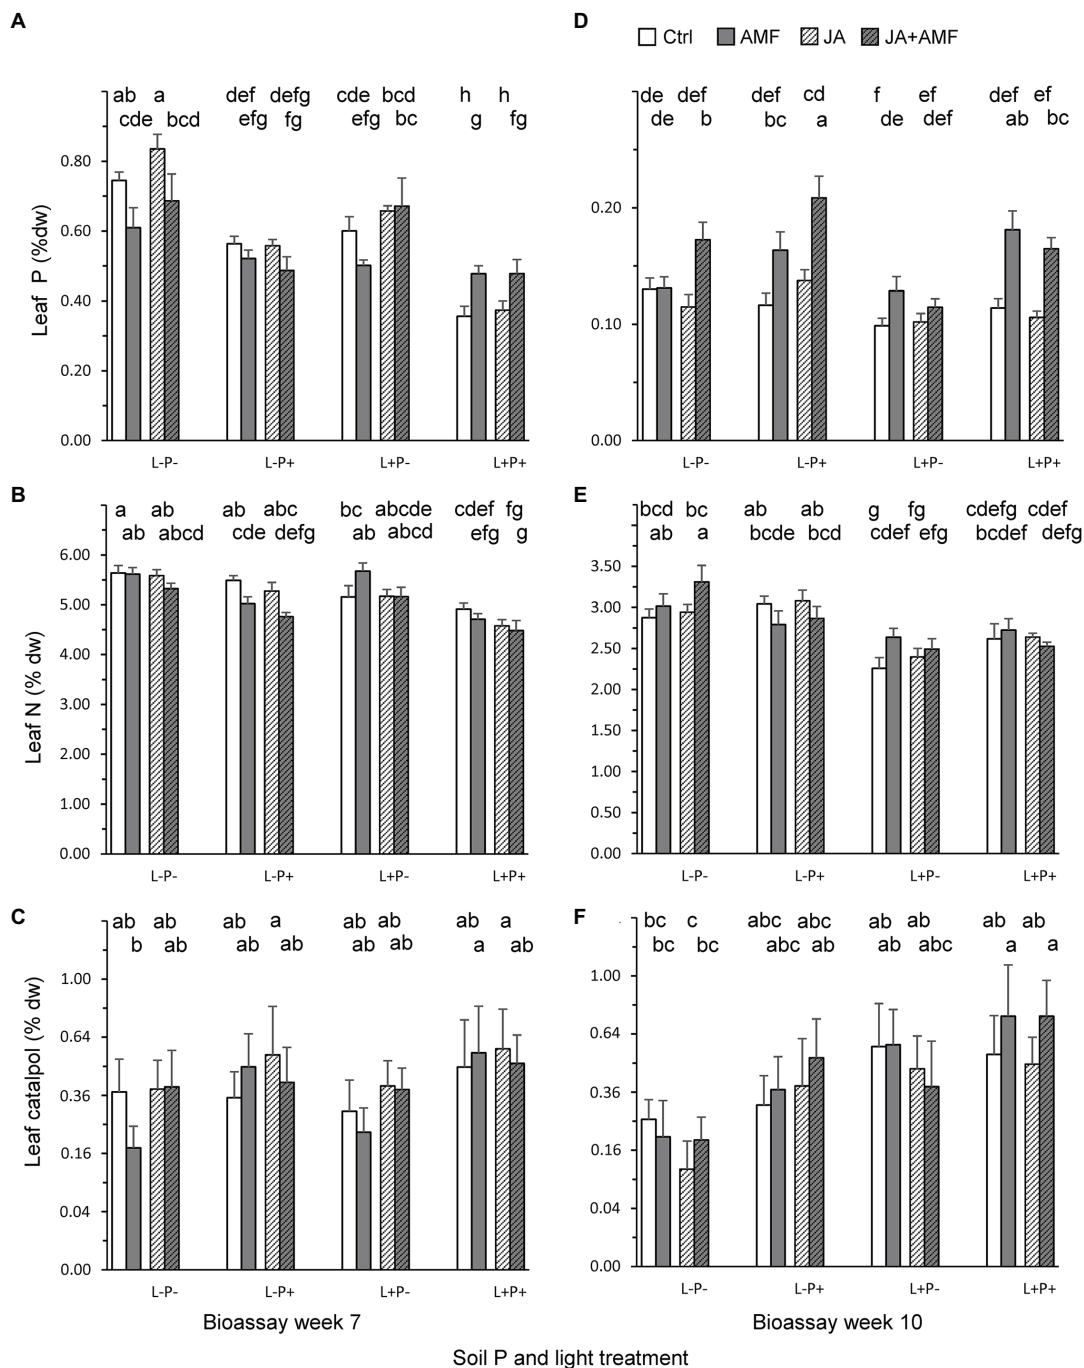 A
ab a def defg cde bcd h h
cde bcd efg fg efg bc g fg
0.80
0.60
0.40
0.20
0.00
Leaf P (%dw)
L-P- L-P+ L+P- L+P+
D
Ctrl AMF JA JA+AMF
de def def cd f ef def ef
de b bc a de def ab bc
0.20
0.10
0.00
L-P- L-P+ L+P- L+P+
B
a ab ab abc bc abcde cdef fg
ab abcd cde defg ab abcd efg g
6.00
5.00
4.00
3.00
2.00
1.00
0.00
Leaf N (% dw)
L-P- L-P+ L+P- L+P+
E
bcd bc ab ab g fg cdefg cdef
ab a bcde bcd cdef efg bcdef defg
3.50
3.00
2.50
2.00
1.50
1.00
0.50
0.00
L-P- L-P+ L+P- L+P+
C
ab ab ab a ab ab ab a
b ab ab ab ab ab a ab
1.00
0.64
0.36
0.16
0.04
0.00
Leaf catalpol (% dw)
L-P- L-P+ L+P- L+P+
Bioassay week 7
F
bc c abc abc ab ab ab ab
bc bc abc ab ab abc a a
1.00
0.64
0.36
0.16
0.04
0.00
L-P- L-P+ L+P- L+P+
Bioassay week 10
Soil P and light treatment